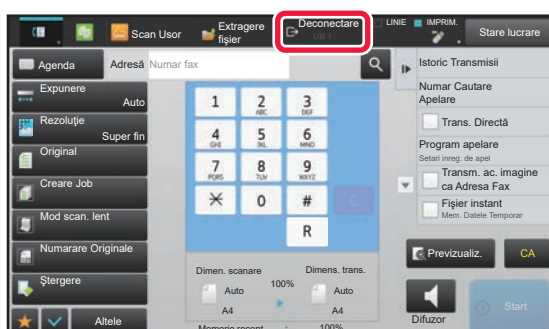 Scan Usor
Extragere
fișier
Deconectare
Util 1
LINIE
IMPRIM.
Stare lucrare
Agenda
Adresă
Numar fax
Istoric Transmisii
Expunere
Auto
Numar Cautare
Apelare
Rezoluție
Super fin
Trans. Directă
Original
Program apelare
Setari inreg. de apel
Creare Job
Transm. ac. imagine
ca Adresa Fax
Mod scan. lent
Fișier instant
Mem. Datele Temporar
Numarare Originale
Ștergere
Altele
1
2
ABC
3
DEF
4
GHI
5
JKL
6
MNO
7
PQRS
8
TUV
9
WXYZ
0
#
C
R
Dimen. scanare
Dimens. trans.
100%
Auto
Auto
A4
A4
Memorie recent
:
100%
Previzualiz.
CA
Difuzor
Start